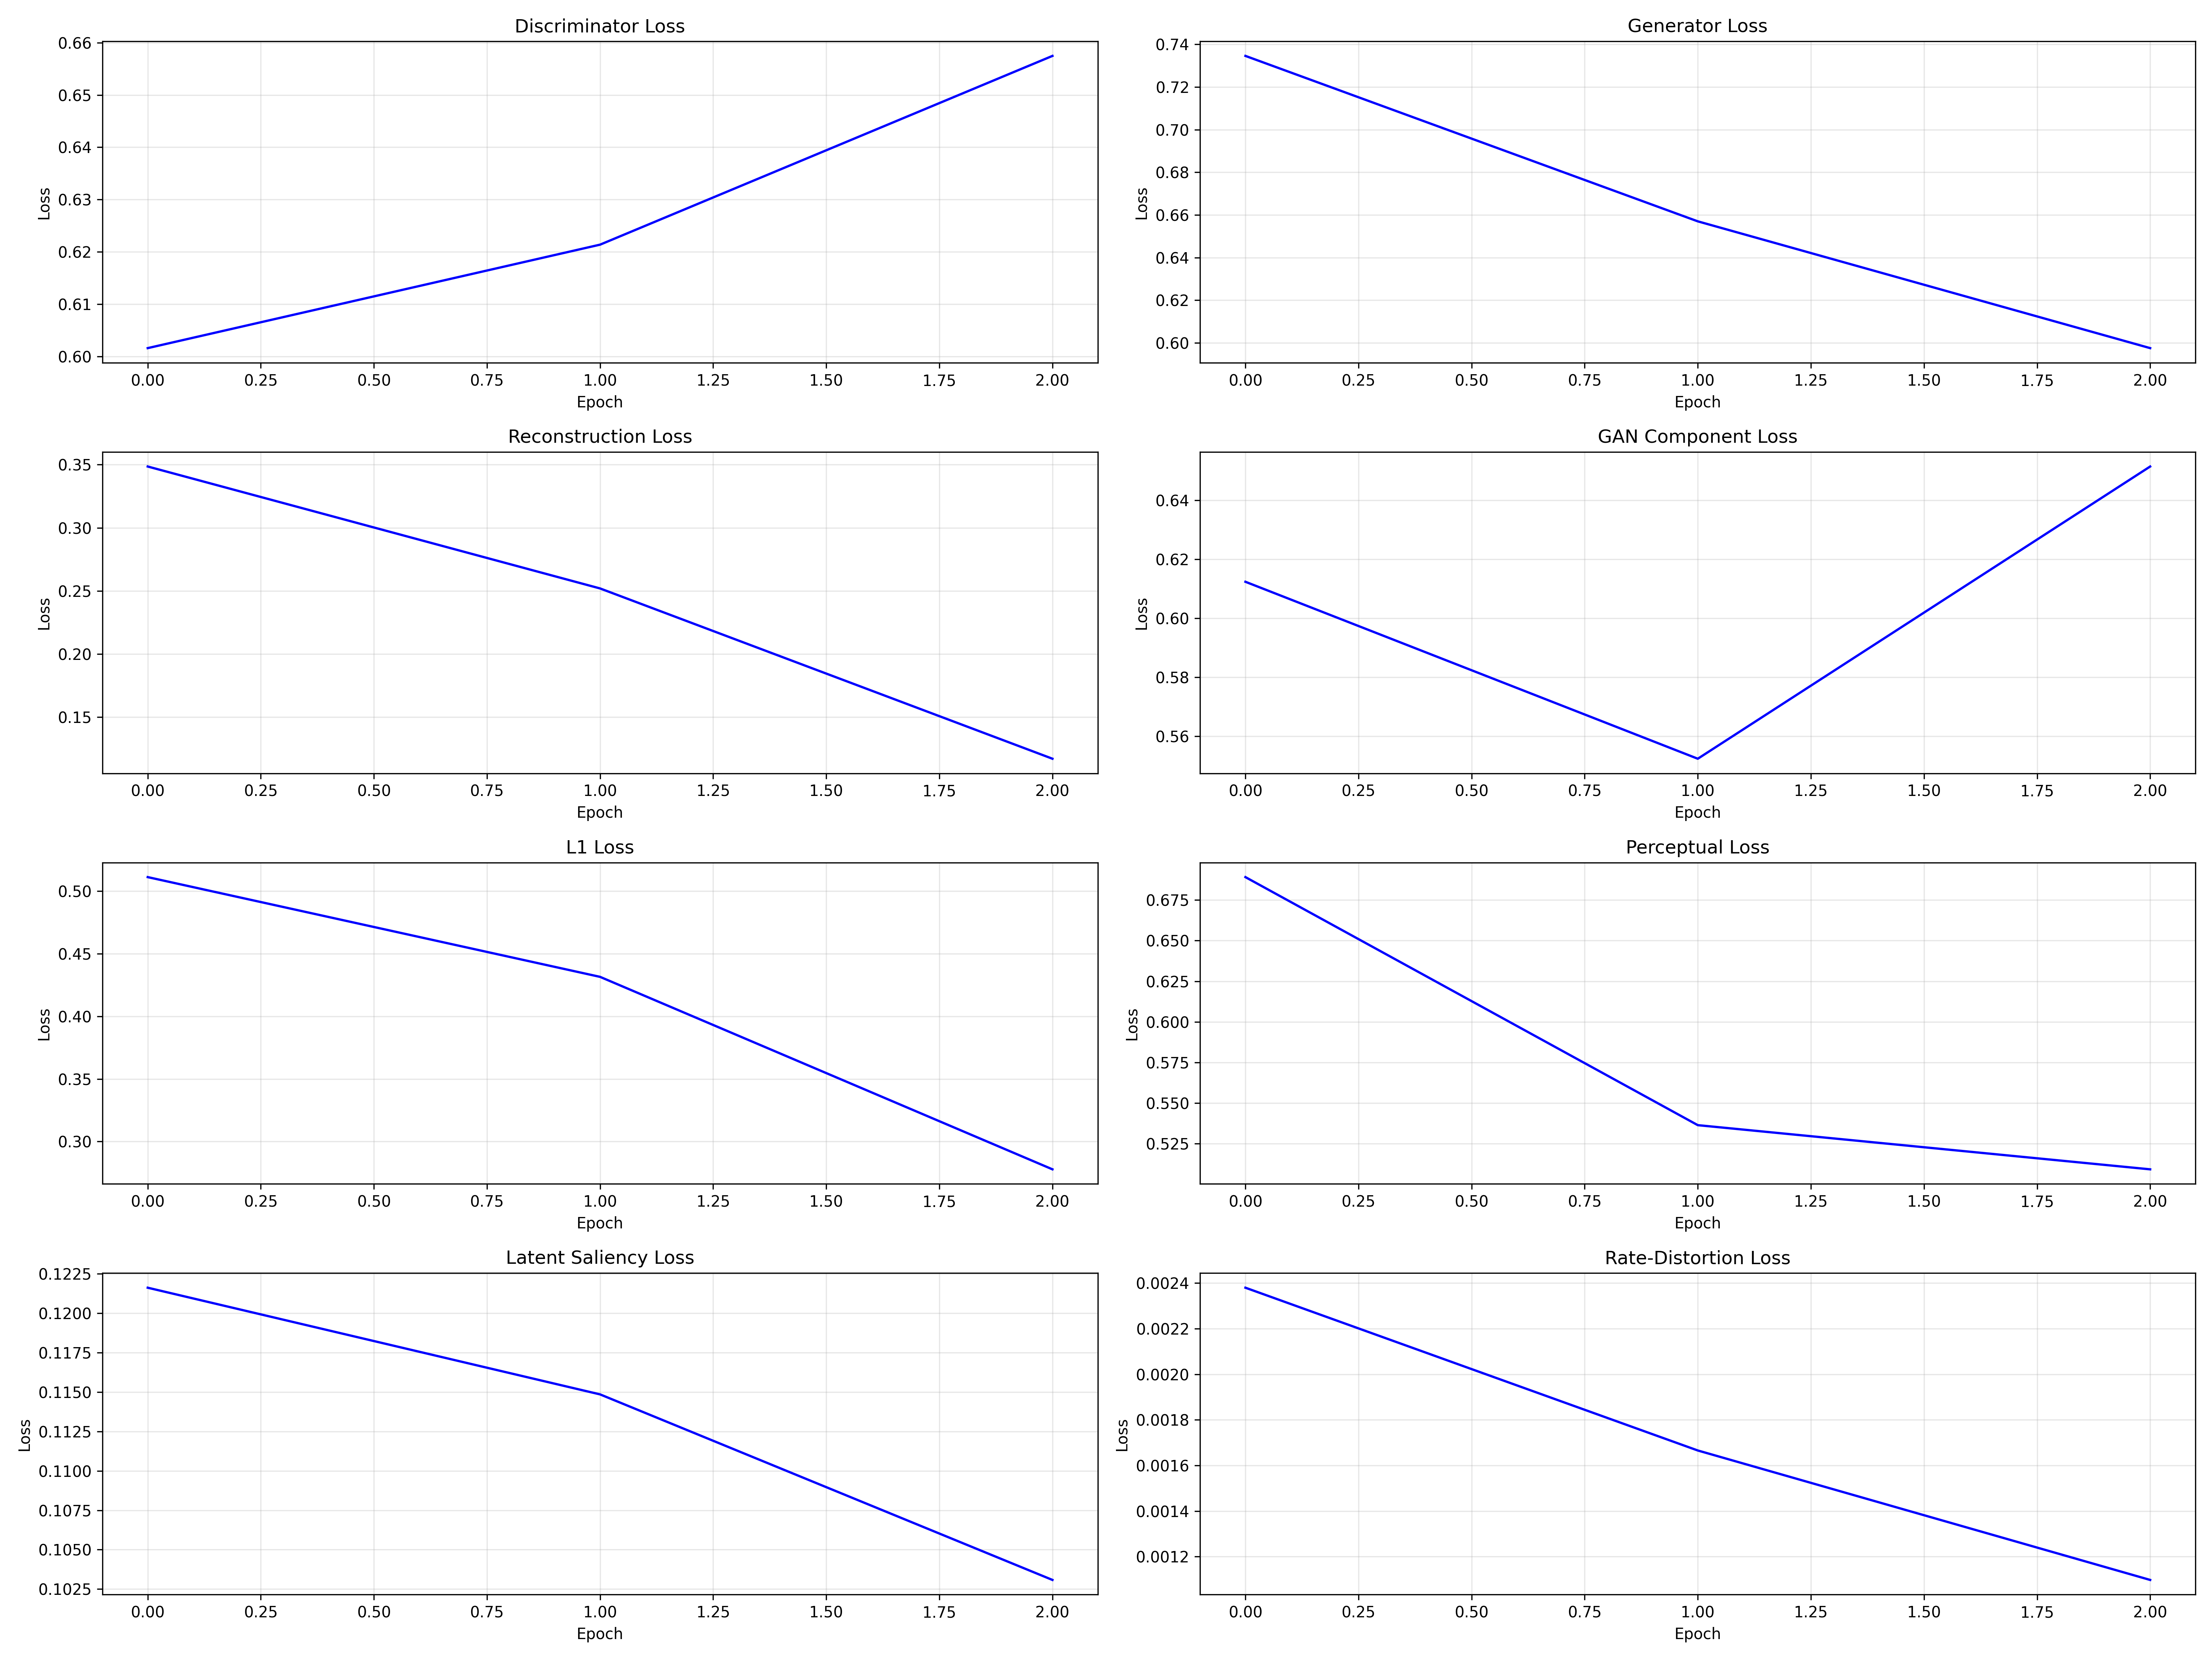 Discriminator Loss
0.66
0.65
0.64
0.63
0.62
0.61
0.60
Loss
0.00 0.25 0.50 0.75 1.00 1.25 1.50 1.75 2.00
Epoch
Generator Loss
0.74
0.72
0.70
0.68
0.66
0.64
0.62
0.60
Loss
0.00 0.25 0.50 0.75 1.00 1.25 1.50 1.75 2.00
Epoch
Reconstruction Loss
0.35
0.30
0.25
0.20
0.15
Loss
0.00 0.25 0.50 0.75 1.00 1.25 1.50 1.75 2.00
Epoch
GAN Component Loss
0.64
0.62
0.60
0.58
0.56
Loss
0.00 0.25 0.50 0.75 1.00 1.25 1.50 1.75 2.00
Epoch
L1 Loss
0.50
0.45
0.40
0.35
0.30
Loss
0.00 0.25 0.50 0.75 1.00 1.25 1.50 1.75 2.00
Epoch
Perceptual Loss
0.675
0.650
0.625
0.600
0.575
0.550
0.525
Loss
0.00 0.25 0.50 0.75 1.00 1.25 1.50 1.75 2.00
Epoch
Latent Saliency Loss
0.1225
0.1200
0.1175
0.1150
0.1125
0.1100
0.1075
0.1050
0.1025
Loss
0.00 0.25 0.50 0.75 1.00 1.25 1.50 1.75 2.00
Epoch
Rate-Distortion Loss
0.0024
0.0022
0.0020
0.0018
0.0016
0.0014
0.0012
Loss
0.00 0.25 0.50 0.75 1.00 1.25 1.50 1.75 2.00
Epoch